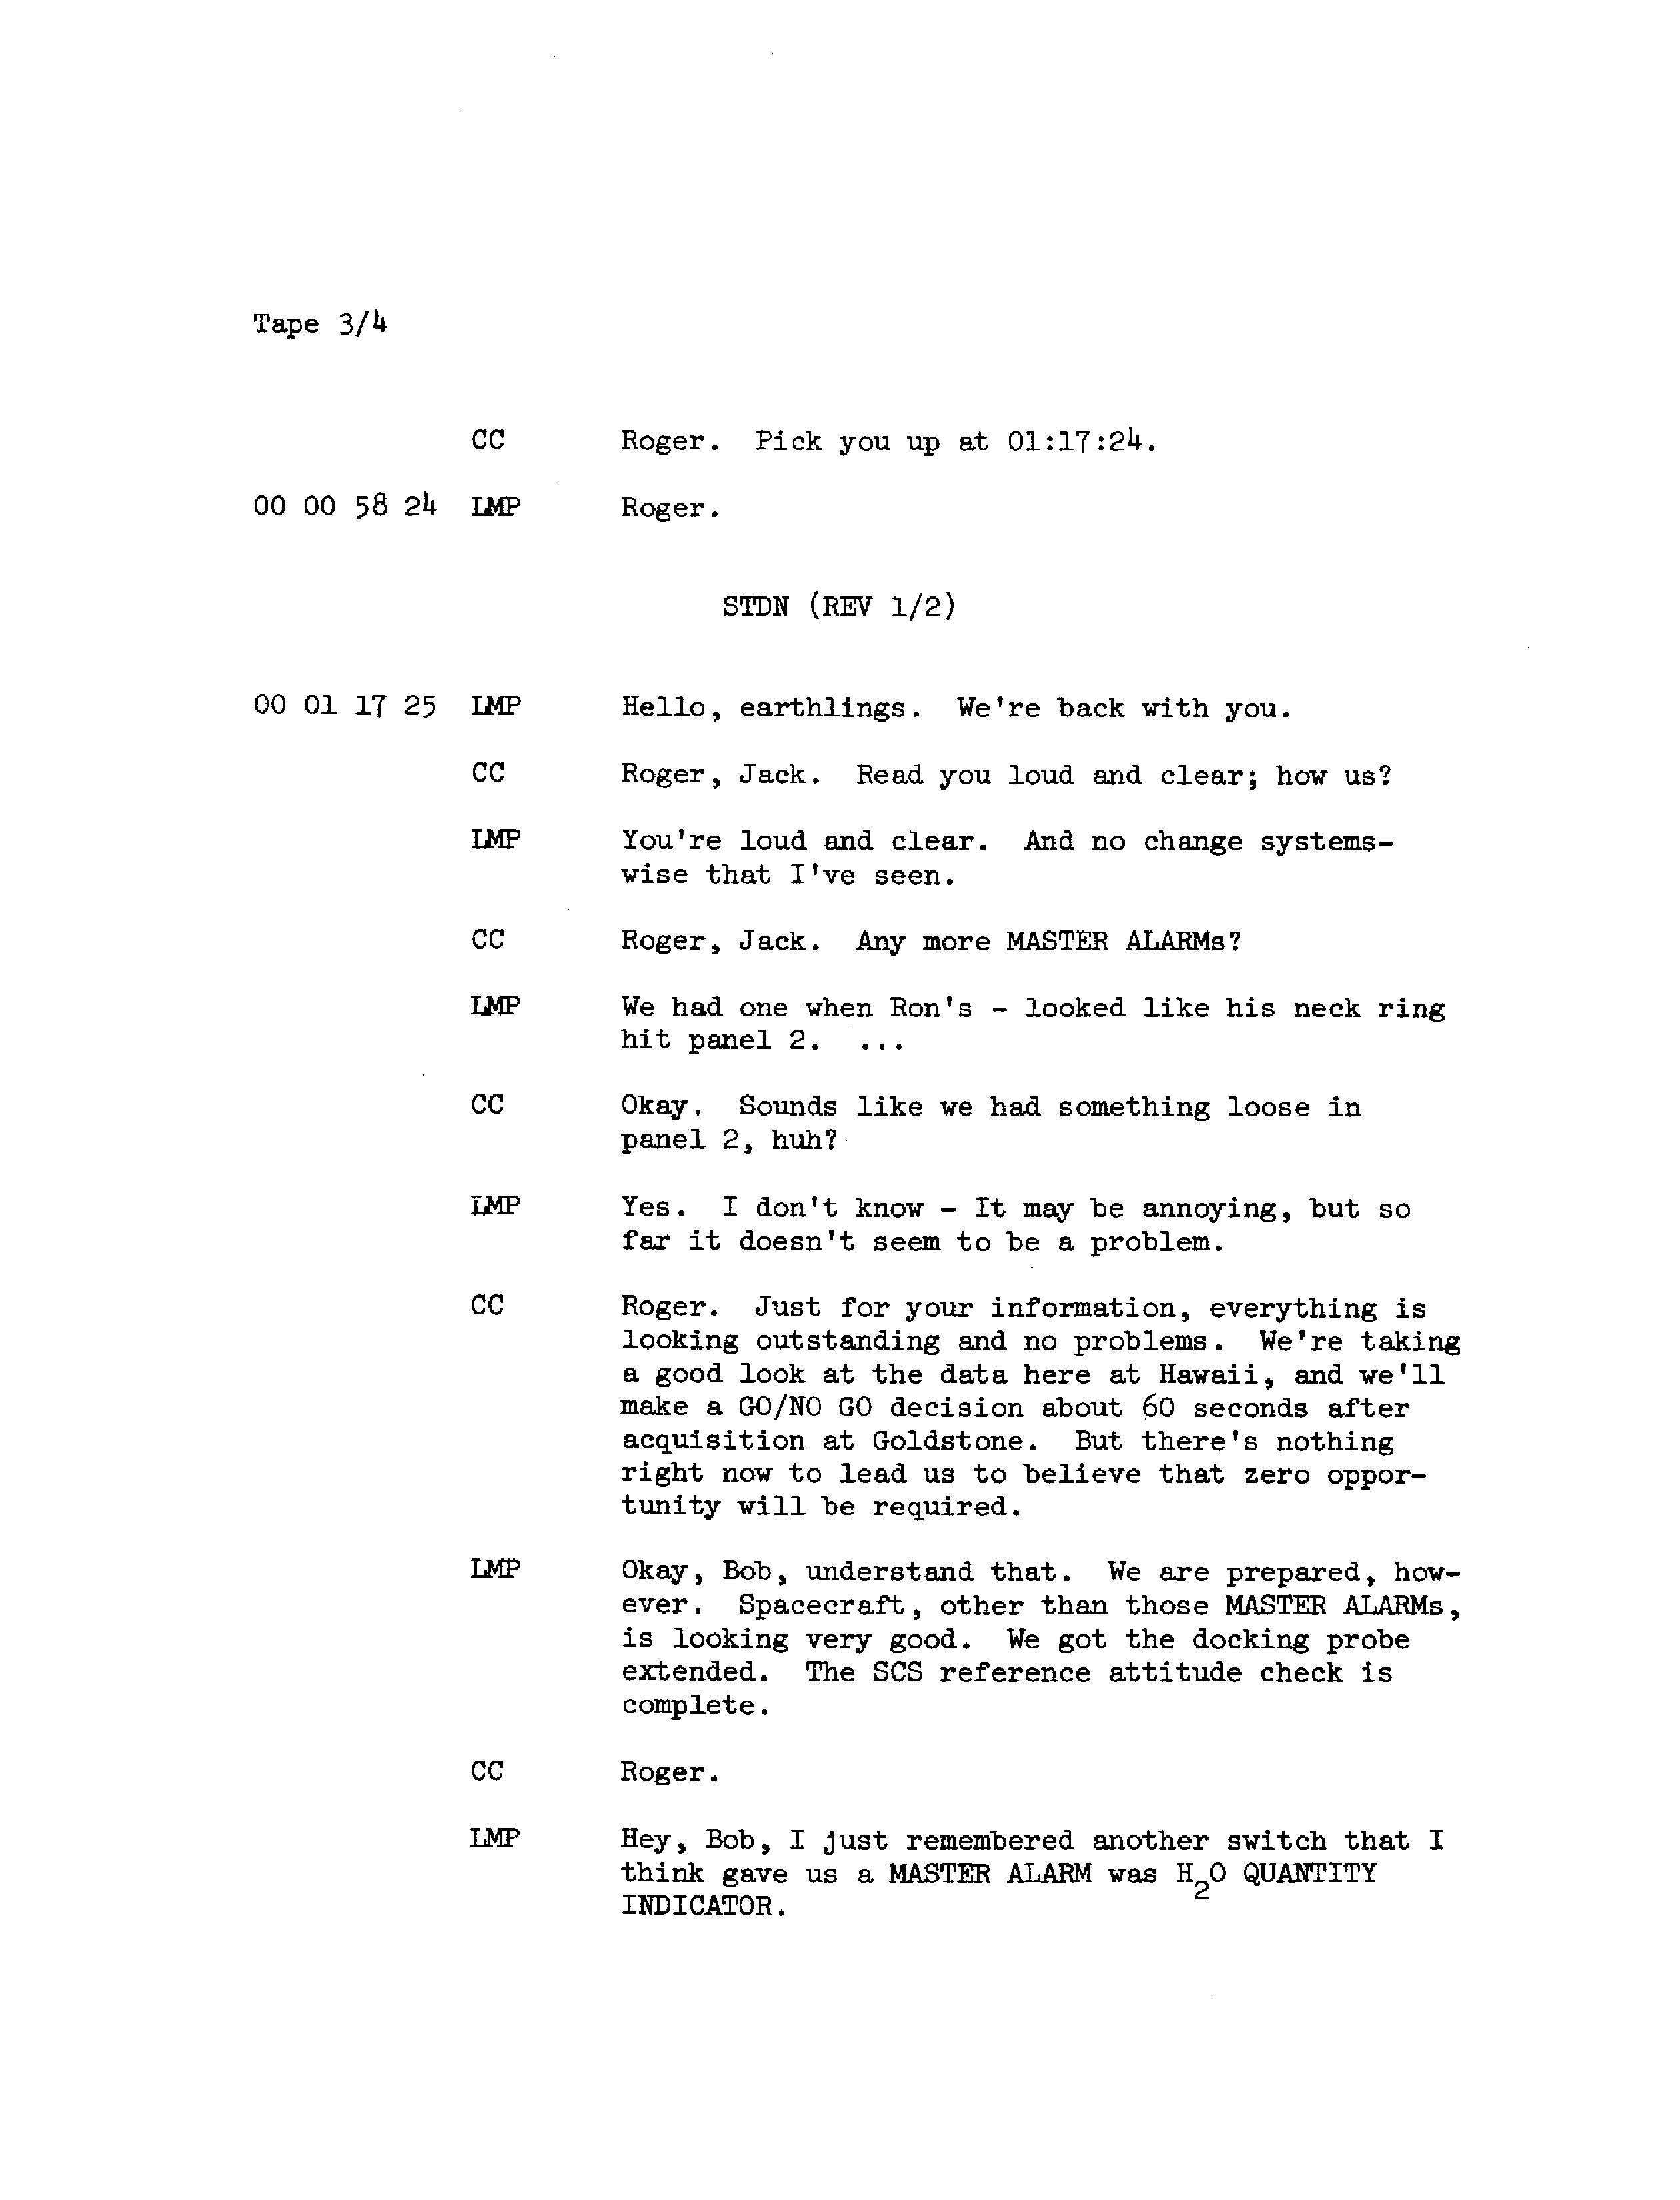 Tape 3/4
CC Roger. Pick you up at 01:17:24.
00 00 58 24 LMP Roger.
STDN (REV 1/2)
00 01 17 25 LMP Hello, earthlings. We're back with you.
CC Roger, Jack. Read you loud and clear; how us?
LMP You're loud and clear. And no change systems-
wise that I've seen.
CC Roger, Jack. Any more MASTER ALARMs?
LMP We had one when Ron's - looked like his neck ring
hit panel 2. ...
CC Okay. Sounds like we had something loose in
panel 2, huh?
LMP Yes. I don't know - It may be annoying, but so
far it doesn't seem to be a problem.
CC Roger. Just for your information, everything is
looking outstanding and no problems. We're taking
a good look at the data here at Hawaii, and we'll
make a GO/NO GO decision about 60 seconds after
acquisition at Goldstone. But there's nothing
right now to lead us to believe that zero oppor-
tunity will be required.
LMP Okay, Bob, understand that. We are prepared, how-
ever. Spacecraft, other than those MASTER ALARMs,
is looking very good. We got the docking probe
extended. The SCS reference attitude check is
complete.
CC Roger.
LMP Hey, Bob, I just remembered another switch that I
think gave us a MASTER ALARM was H₂O QUANTITY
INDICATOR.